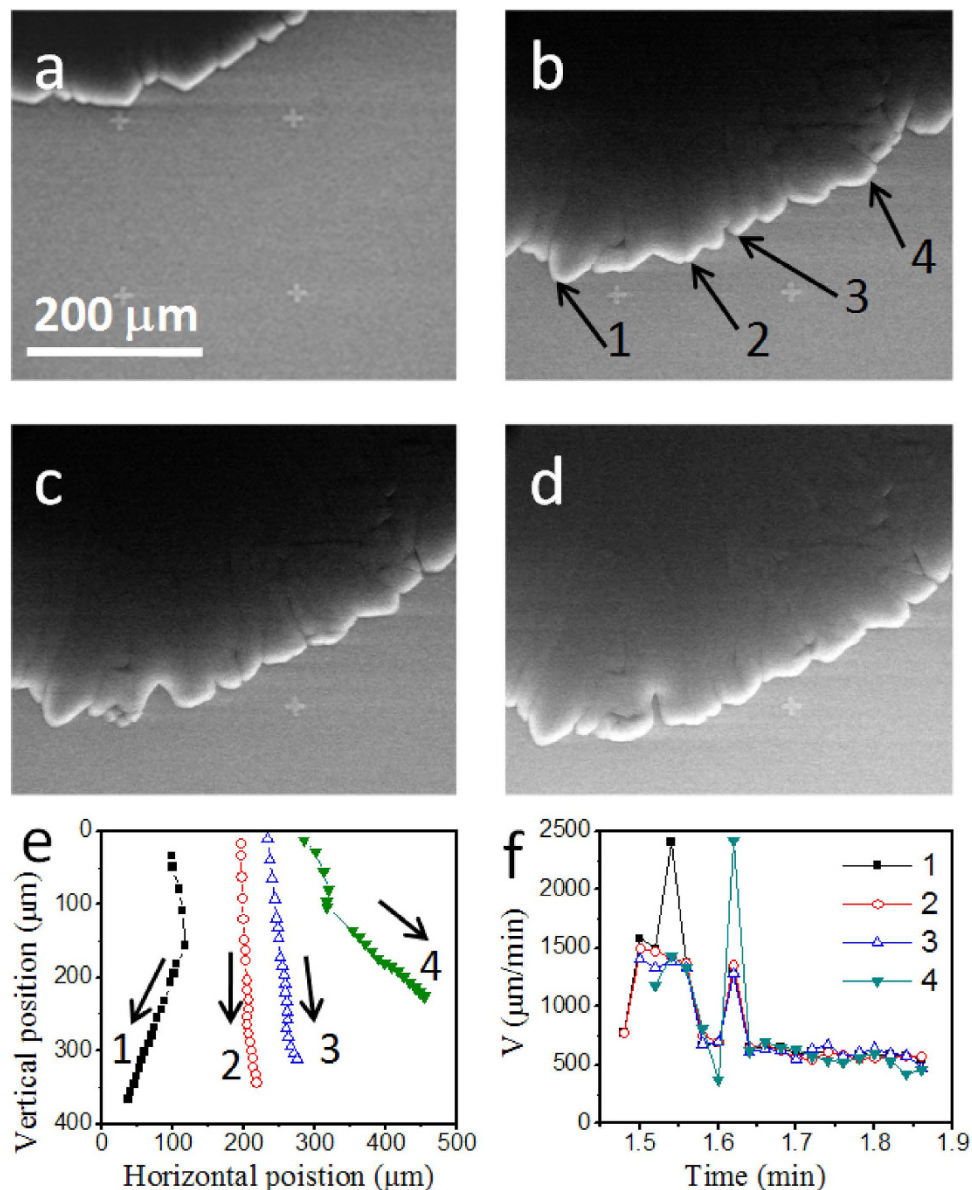 a
b
200 µm
1
2
3
4
c
d
e
0
100
200
300
400
Vertical position (µm)
1
2
3
4
0 100 200 300 400 500
Horizontal poistion (µm)
f
2500
2000
1500
1000
500
0
V (µm/min)
1
2
3
4
1.5 1.6 1.7 1.8 1.9
Time (min)